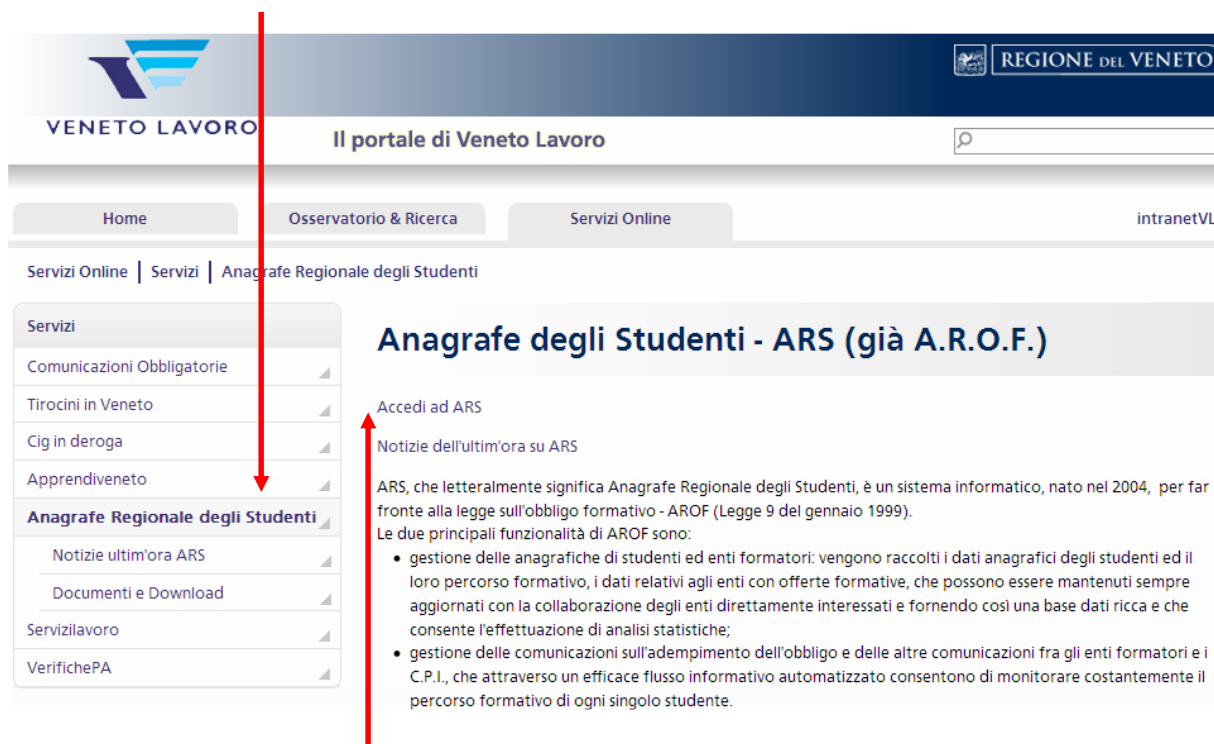 REGIONE DEL VENETO
VENETO LAVORO
Il portale di Veneto Lavoro
Home
Osservatorio & Ricerca
Servizi Online
intranetVL
Servizi Online | Servizi | Anagrafe Regionale degli Studenti
Servizi
Comunicazioni Obbligatorie
Tirocini in Veneto
Cig in deroga
Apprendiveneto
Anagrafe Regionale degli Studenti
Notizie ultim'ora ARS
Documenti e Download
Servizilavoro
VerifichePA
Anagrafe degli Studenti - ARS (già A.R.O.F.)
Accedi ad ARS
Notizie dell'ultim'ora su ARS
ARS, che letteralmente significa Anagrafe Regionale degli Studenti, è un sistema informatico, nato nel 2004, per far
fronte alla legge sull'obbligo formativo - AROF (Legge 9 del gennaio 1999).
Le due principali funzionalità di AROF sono:
• gestione delle anagrafiche di studenti ed enti formatori: vengono raccolti i dati anagrafici degli studenti ed il
loro percorso formativo, i dati relativi agli enti con offerte formative, che possono essere mantenuti sempre
aggiornati con la collaborazione degli enti direttamente interessati e fornendo così una base dati ricca e che
consente l'effettuazione di analisi statistiche;
• gestione delle comunicazioni sull'adempimento dell'obbligo e delle altre comunicazioni fra gli enti formatori e i
C.P.I., che attraverso un efficace flusso informativo automatizzato consentono di monitorare costantemente il
percorso formativo di ogni singolo studente.